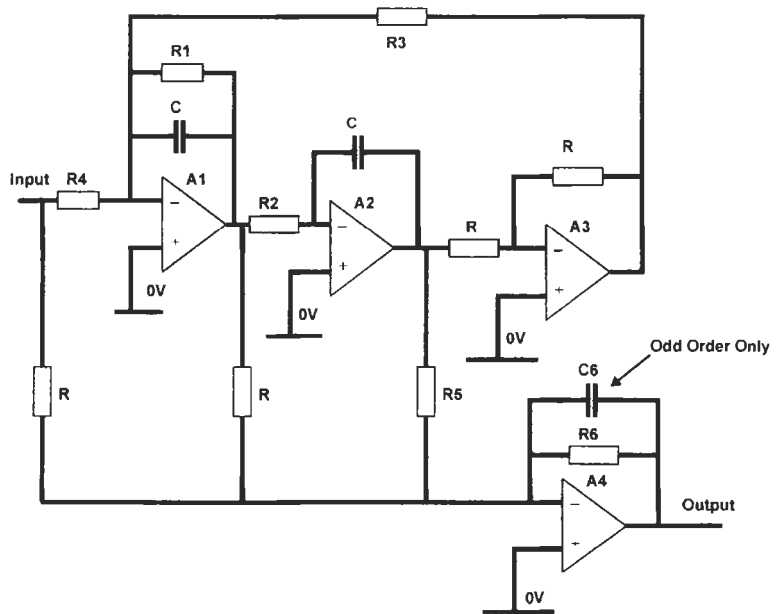 R3
R1
C
C
R
Input
R4
A1
R2
A2
R
A3
−
+
−
+
−
+
0V
0V
0V
Odd Order Only
C6
R
R
R5
R6
A4
Output
−
+
0V